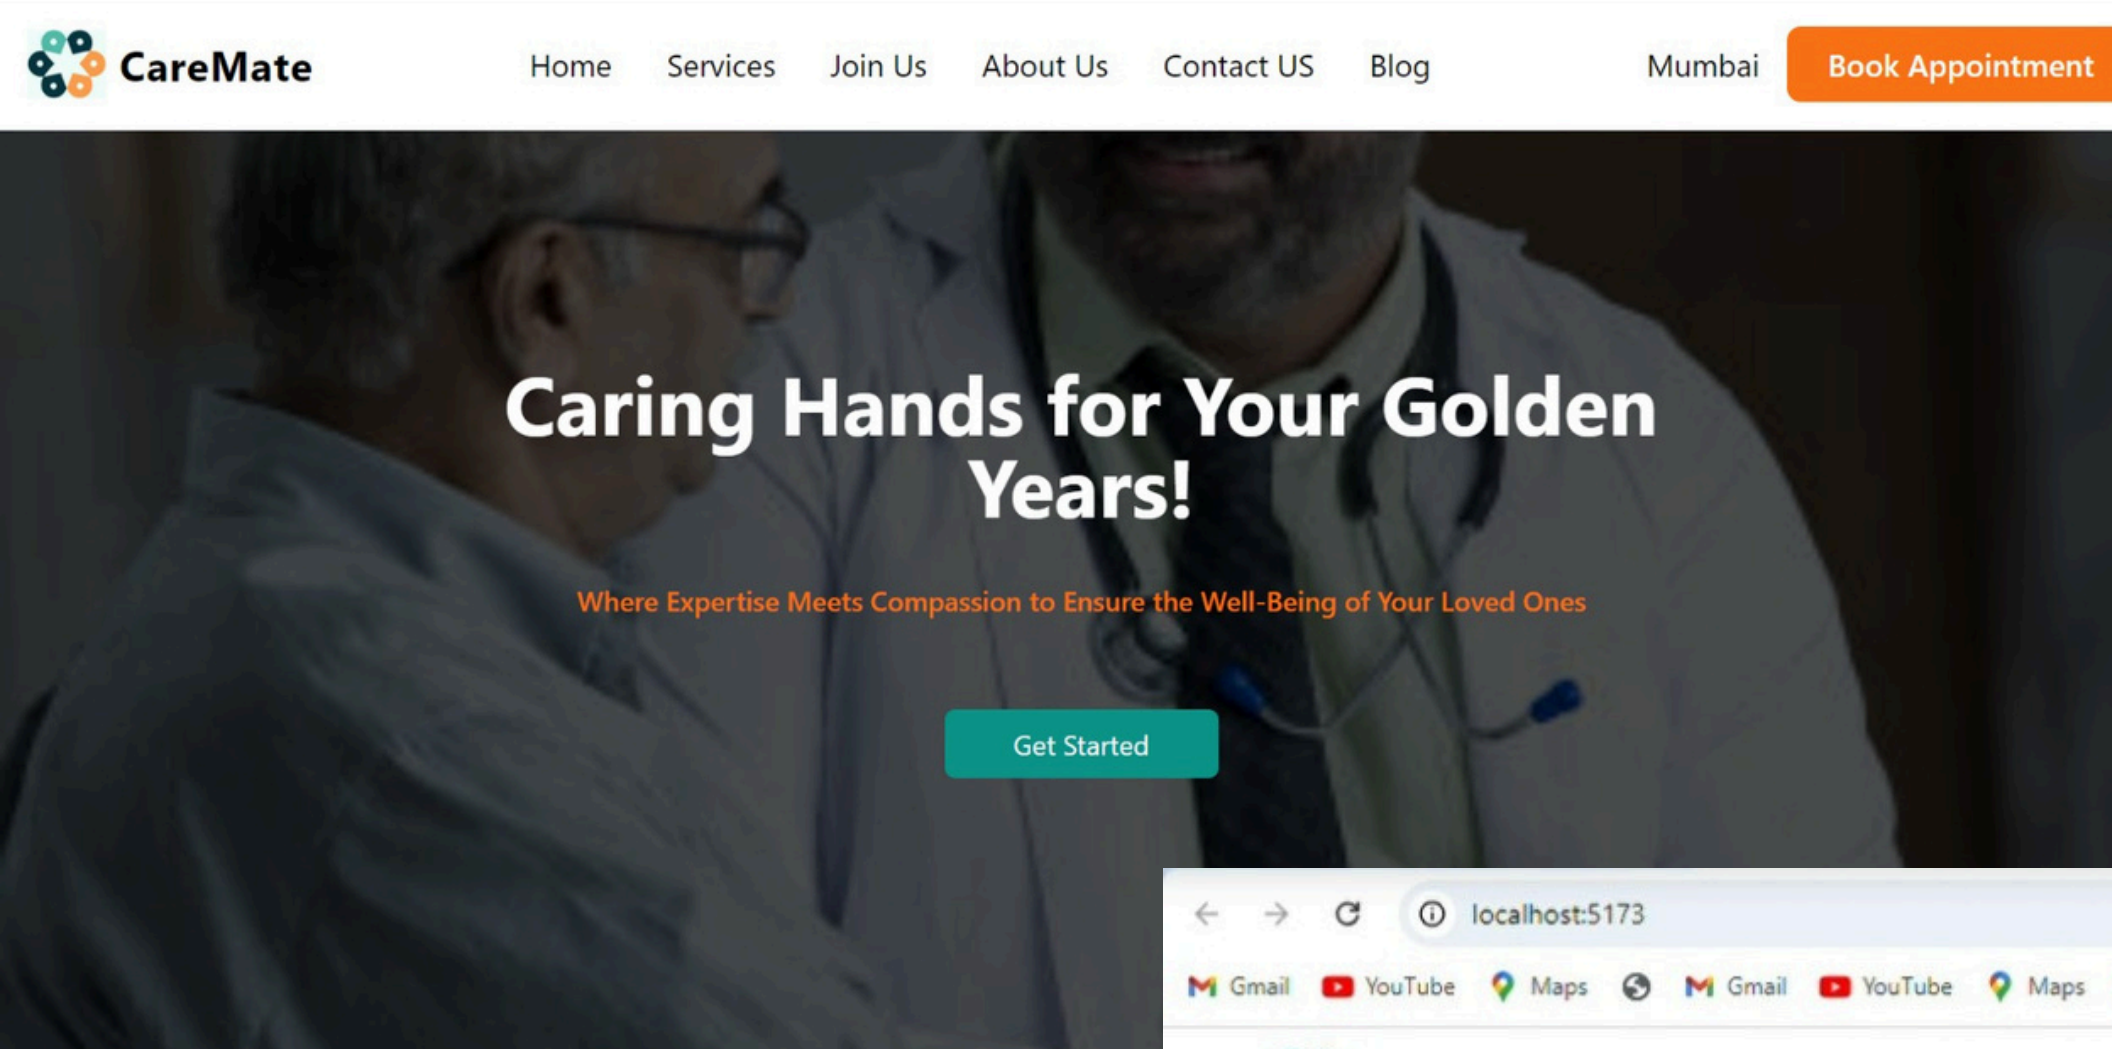 CareMate
Home Services Join Us About Us Contact US Blog
Mumbai Book Appointment
Caring Hands for Your Golden
Years!
Where Expertise Meets Compassion to Ensure the Well-Being of Your Loved Ones
Get Started
localhost:5173
Gmail YouTube Maps Gmail YouTube Maps